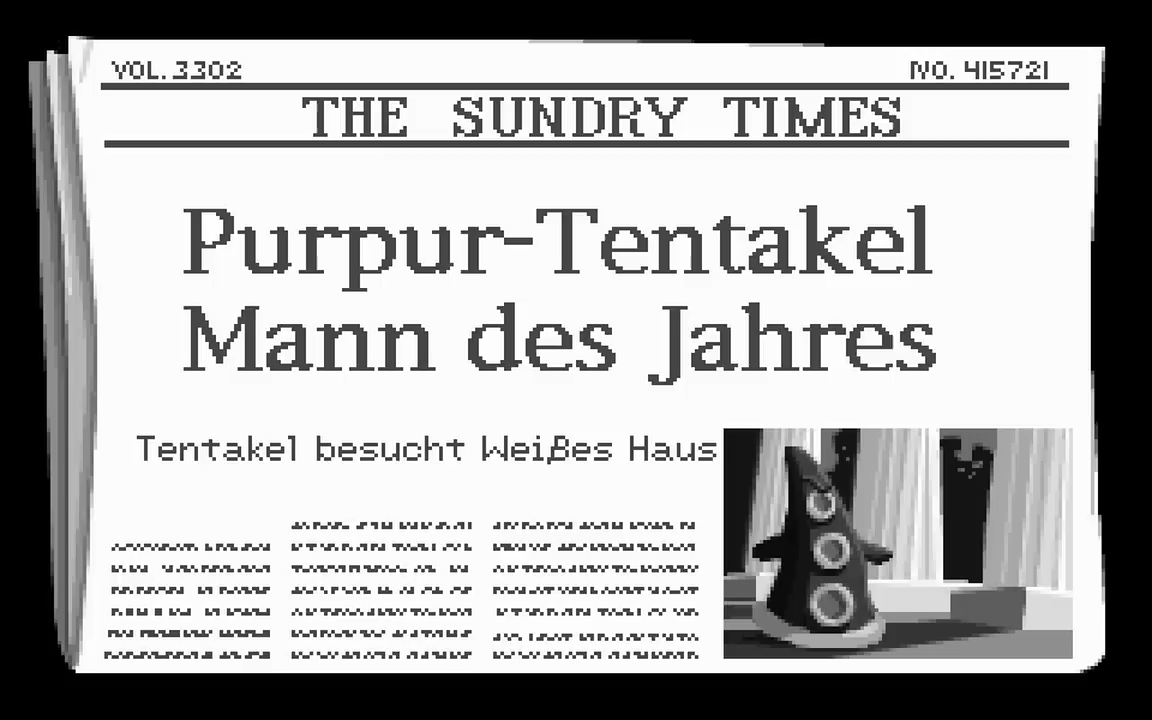 VOL. 3302
NO. 415721
THE SUNDRY TIMES
Purpur-Tentakel
Mann des Jahres
Tentakel besucht Weißes Haus